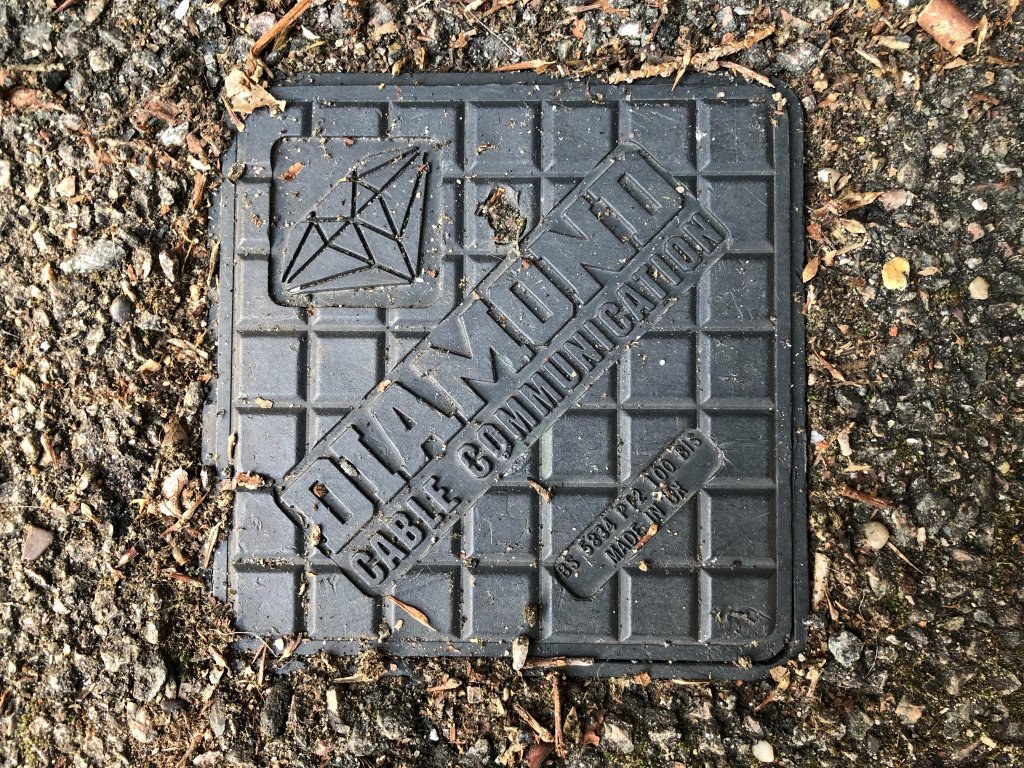 DIAMOND
CABLE COMMUNICATION
BS 5834 PT2 100 BIS
MADE IN UK